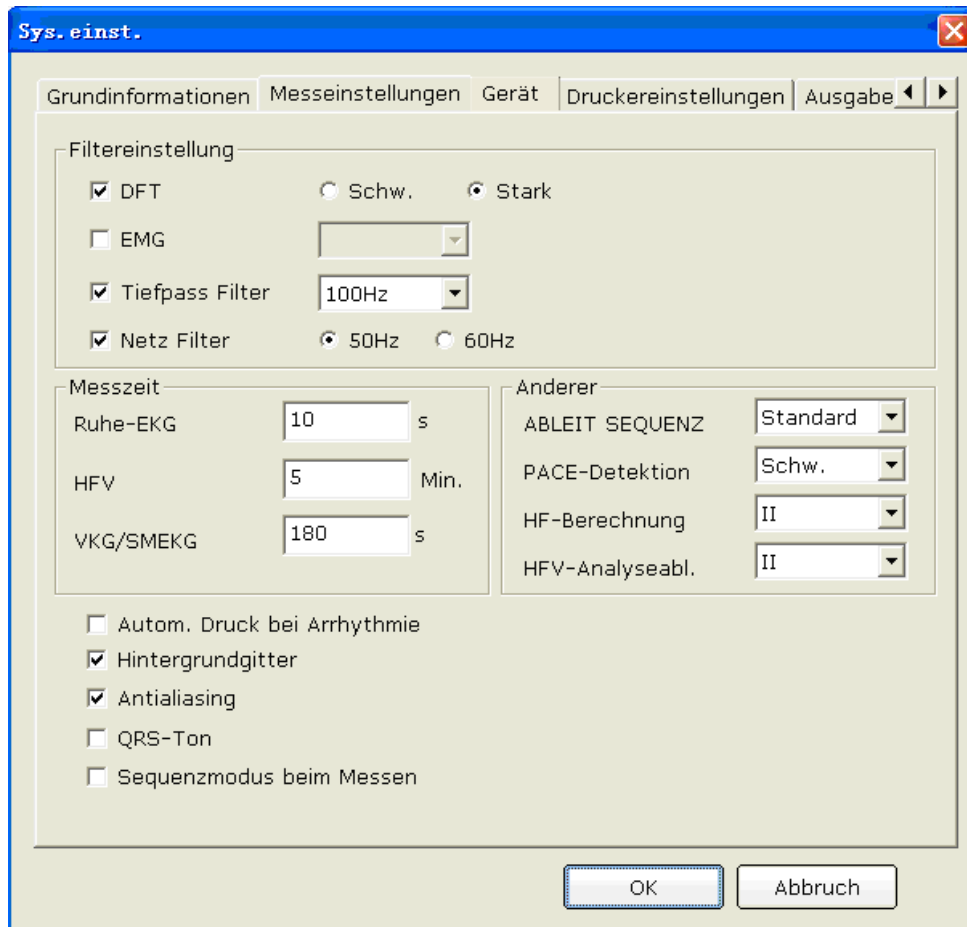 Sys.einst.
Grundinformationen Messeinstellungen Gerät Druckereinstellungen Ausgabe
Filtereinstellung
DFT Schw. Stark
EMG
Tiefpass Filter 100Hz
Netz Filter 50Hz 60Hz
Messzeit
Ruhe-EKG 10 s
HFV 5 Min.
VKG/SMEKG 180 s
Anderer
ABLEIT SEQUENZ Standard
PACE-Detektion Schw.
HF-Berechnung II
HFV-Analyseabl. II
Autom. Druck bei Arrhythmie
Hintergrundgitter
Antialiasing
QRS-Ton
Sequenzmodus beim Messen
OK Abbruch